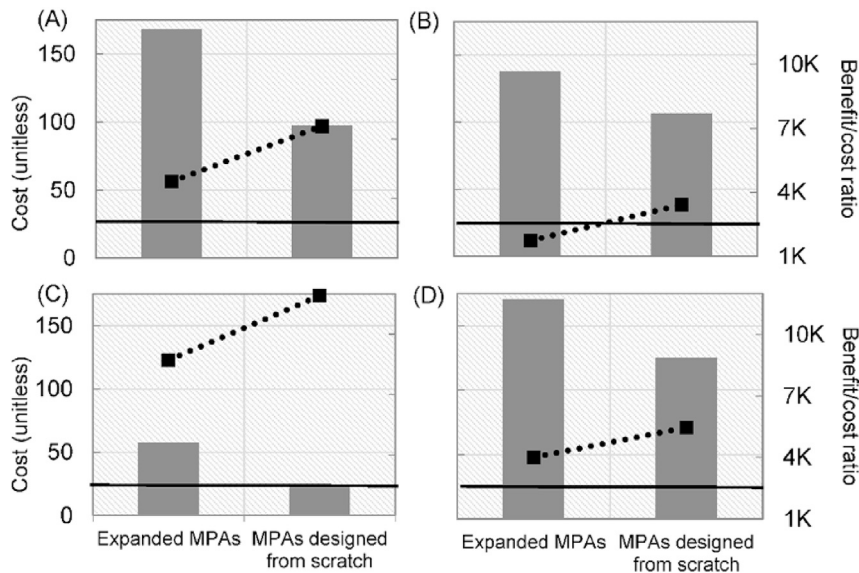 (A)
(B)
Cost (unitless)
150
100
50
0
10K
7K
4K
1K
Benefit/cost ratio
(C)
(D)
Cost (unitless)
150
100
50
0
10K
7K
4K
1K
Benefit/cost ratio
Expanded MPAs
MPAs designed
from scratch
Expanded MPAs
MPAs designed
from scratch